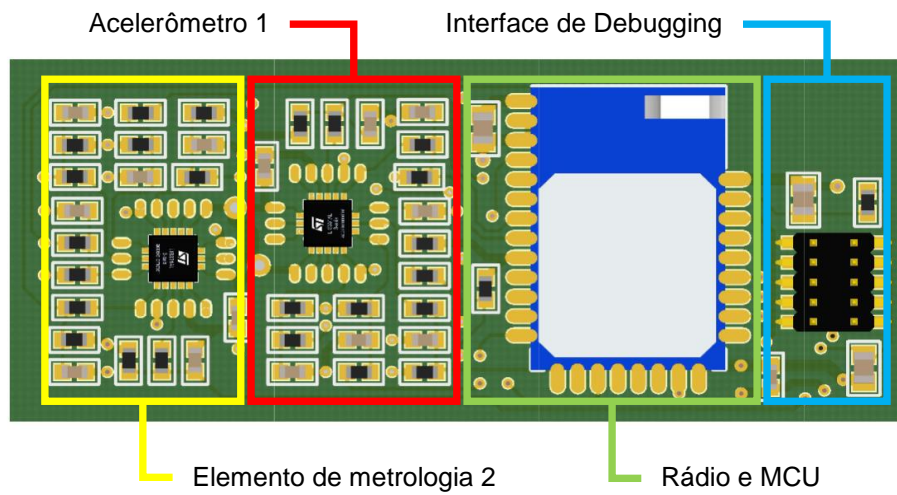 Acelerômetro 1
Interface de Debugging
Elemento de metrologia 2
Rádio e MCU